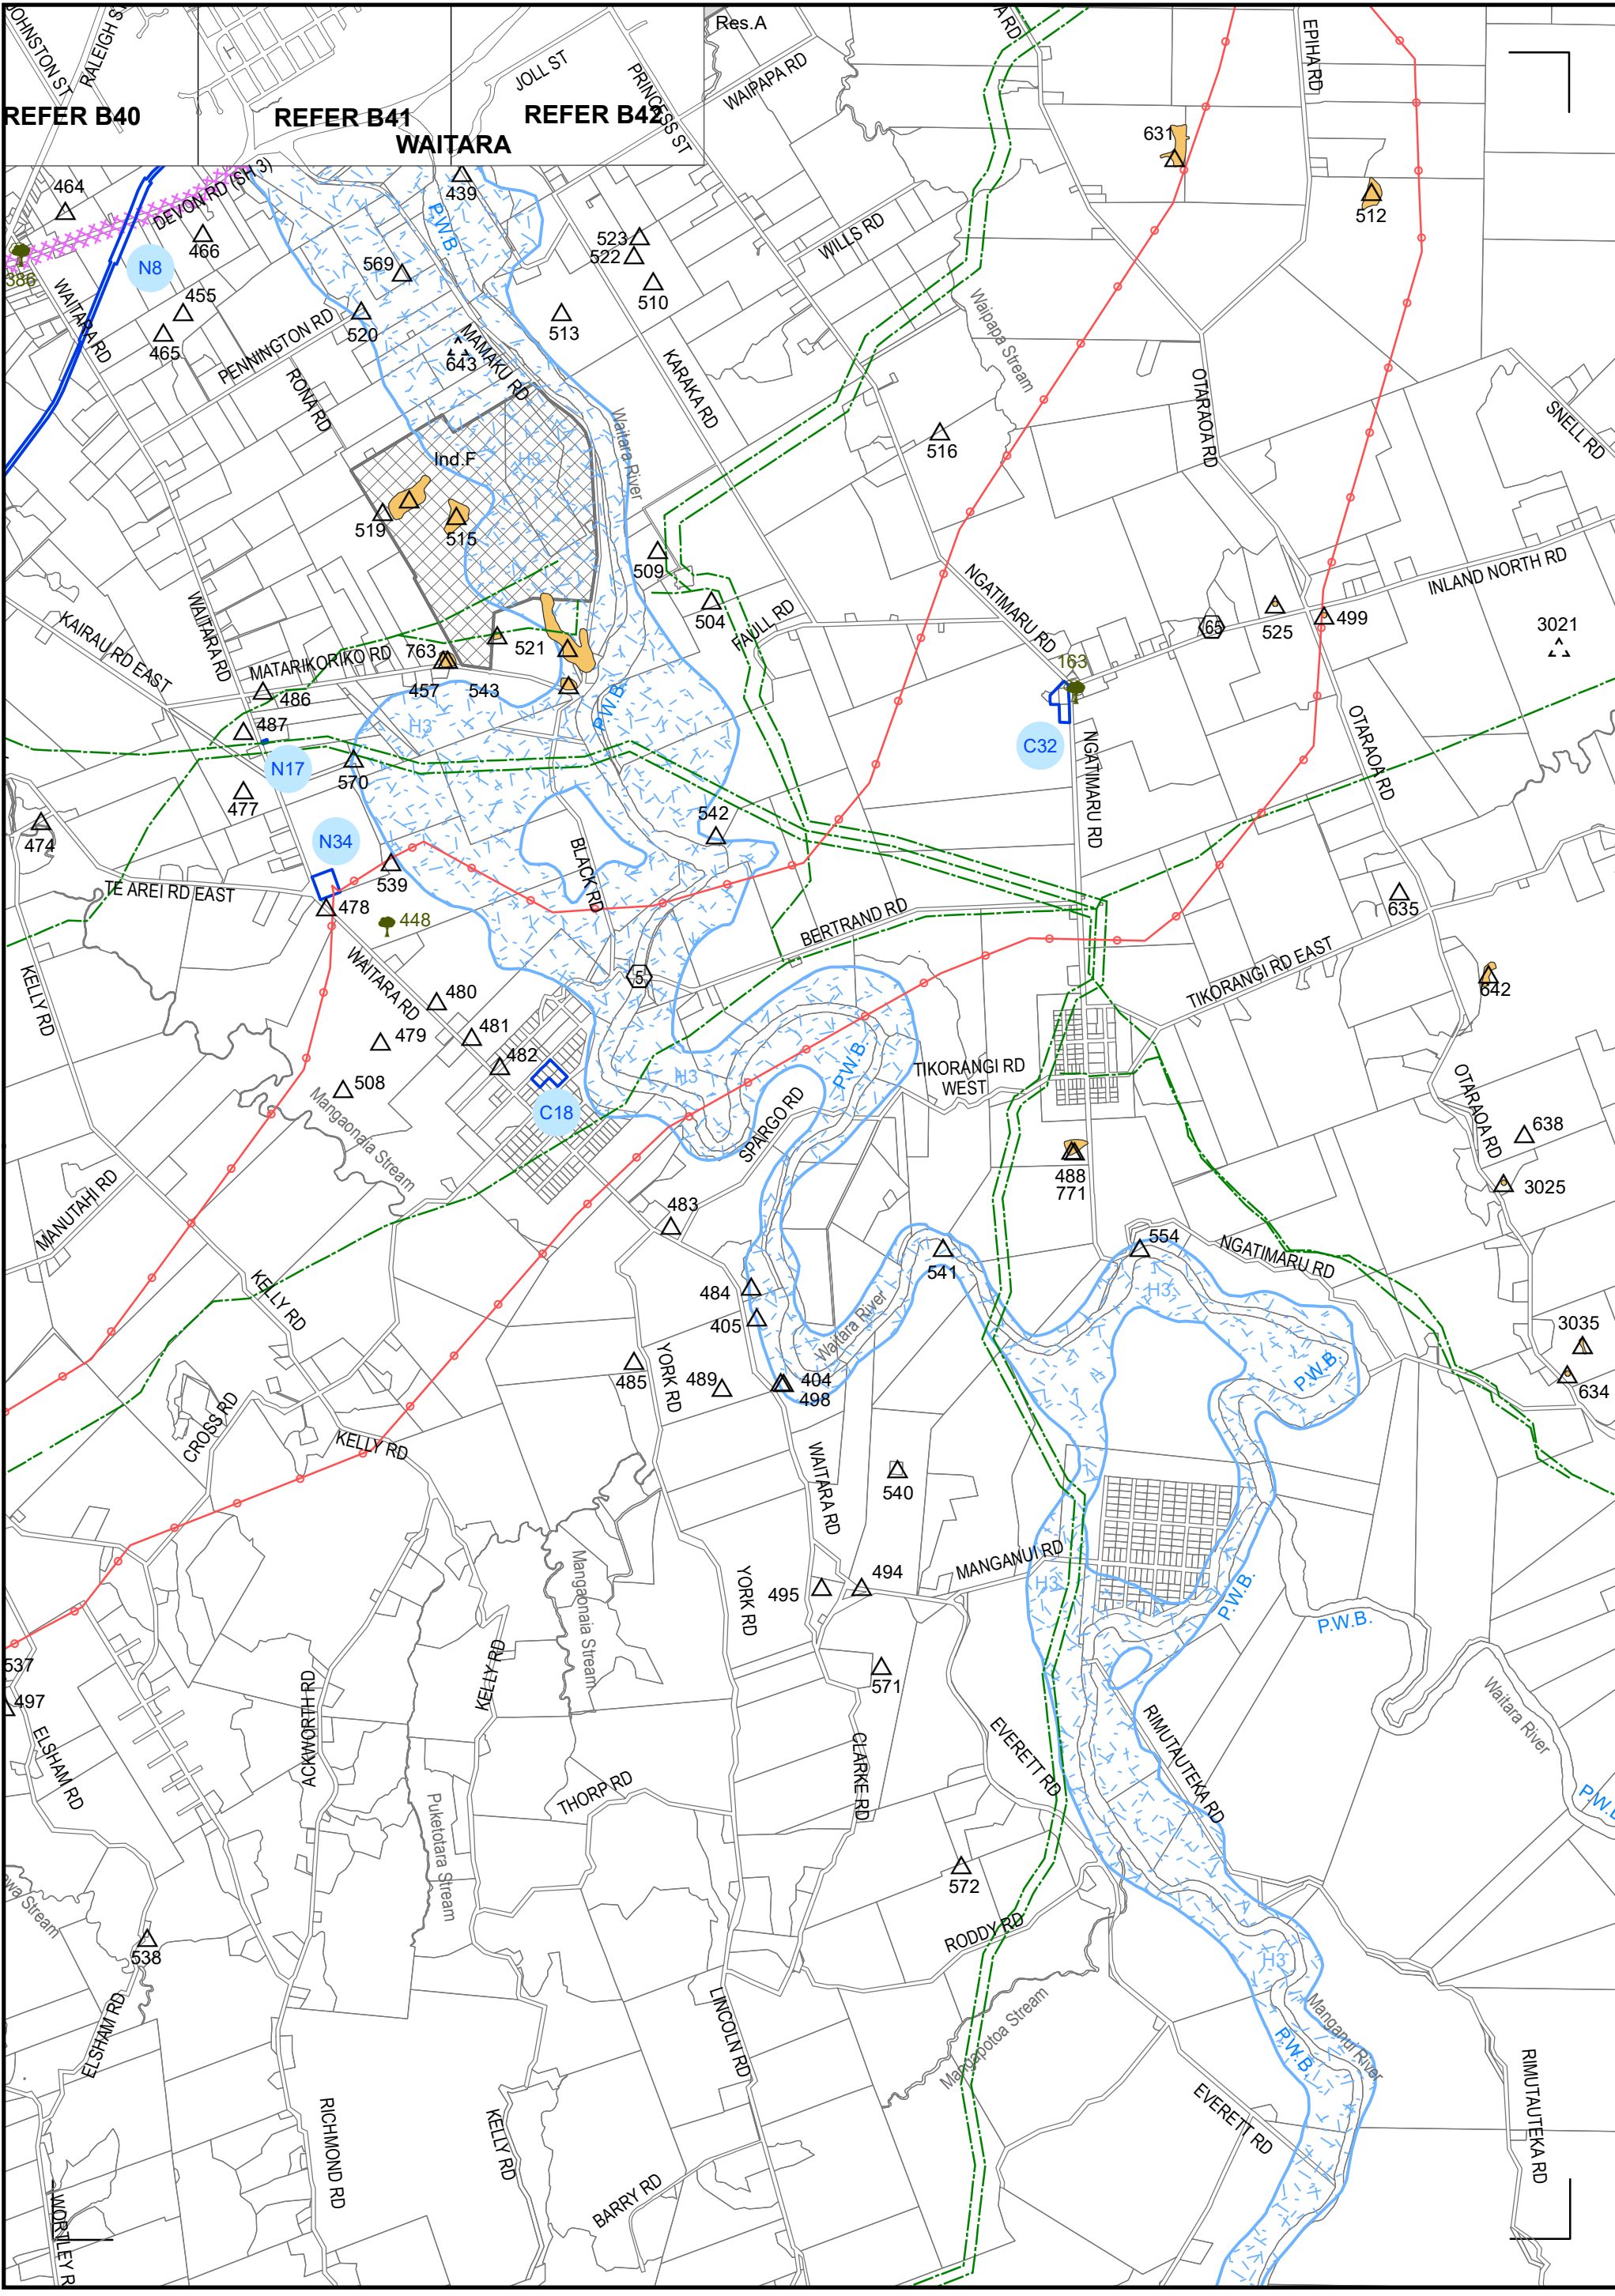 JOHNSTON ST
RALEIGH S
Res.A
JOLL ST
PRINCESS ST
WAIPAPA RD
A RD
EPIHA RD
REFER B40
REFER B41
REFER B42
WAITARA
631
512
464
439
P.W.B.
DEVON RD (SH 3)
466
N8
386
523
522
510
WILLS RD
569
455
465
520
513
WAITARA RD
PENNINGTON RD
643
MAMAKU RD
RONA RD
KARAKA RD
Waipapa Stream
OTARAOA RD
SNELL RD
516
Waitara River
Ind.F
H3
519
515
509
504
FAULL RD
NGATIMARU RD
INLAND NORTH RD
65
525
499
3021
KAIRAU RD EAST
WAITARA RD
MATARIKORIKO RD
763
521
457
543
486
487
H3
P.W.B.
163
C32
N17
570
477
NGATIMARU RD
OTARAOA RD
474
N34
542
539
BLACK RD
TE AREI RD EAST
478
448
BERTRAND RD
635
KELLY RD
WAITARA RD
5
TIKORANGI RD EAST
642
480
479
481
482
508
C18
H3
P.W.B.
TIKORANGI RD
WEST
Mangaonaia Stream
SPARGO RD
OTARAOA RD
638
488
771
3025
MANUTAHI RD
483
541
554
NGATIMARU RD
KELLY RD
484
405
Waitara River
H3
3035
634
P.W.B.
YORK RD
485
489
404
498
CROSS RD
KELLY RD
WAITARA RD
540
Mangaonaia Stream
YORK RD
495
494
MANGANUI RD
H3
P.W.B.
P.W.B.
537
497
571
KELLY RD
ACKWORTH RD
ELSHAM RD
Waitara River
P.W.B
CLARKE RD
EVERETT RD
RIMUTAUTEKA RD
THORP RD
Puketotara Stream
572
RODDY RD
538
H3
Manganui River
P.W.B.
ELSHAM RD
LINCOLN RD
Mangapotoa Stream
RICHMOND RD
KELLY RD
EVERETT RD
RIMUTAUTEKA RD
BARRY RD
WORTLEY R